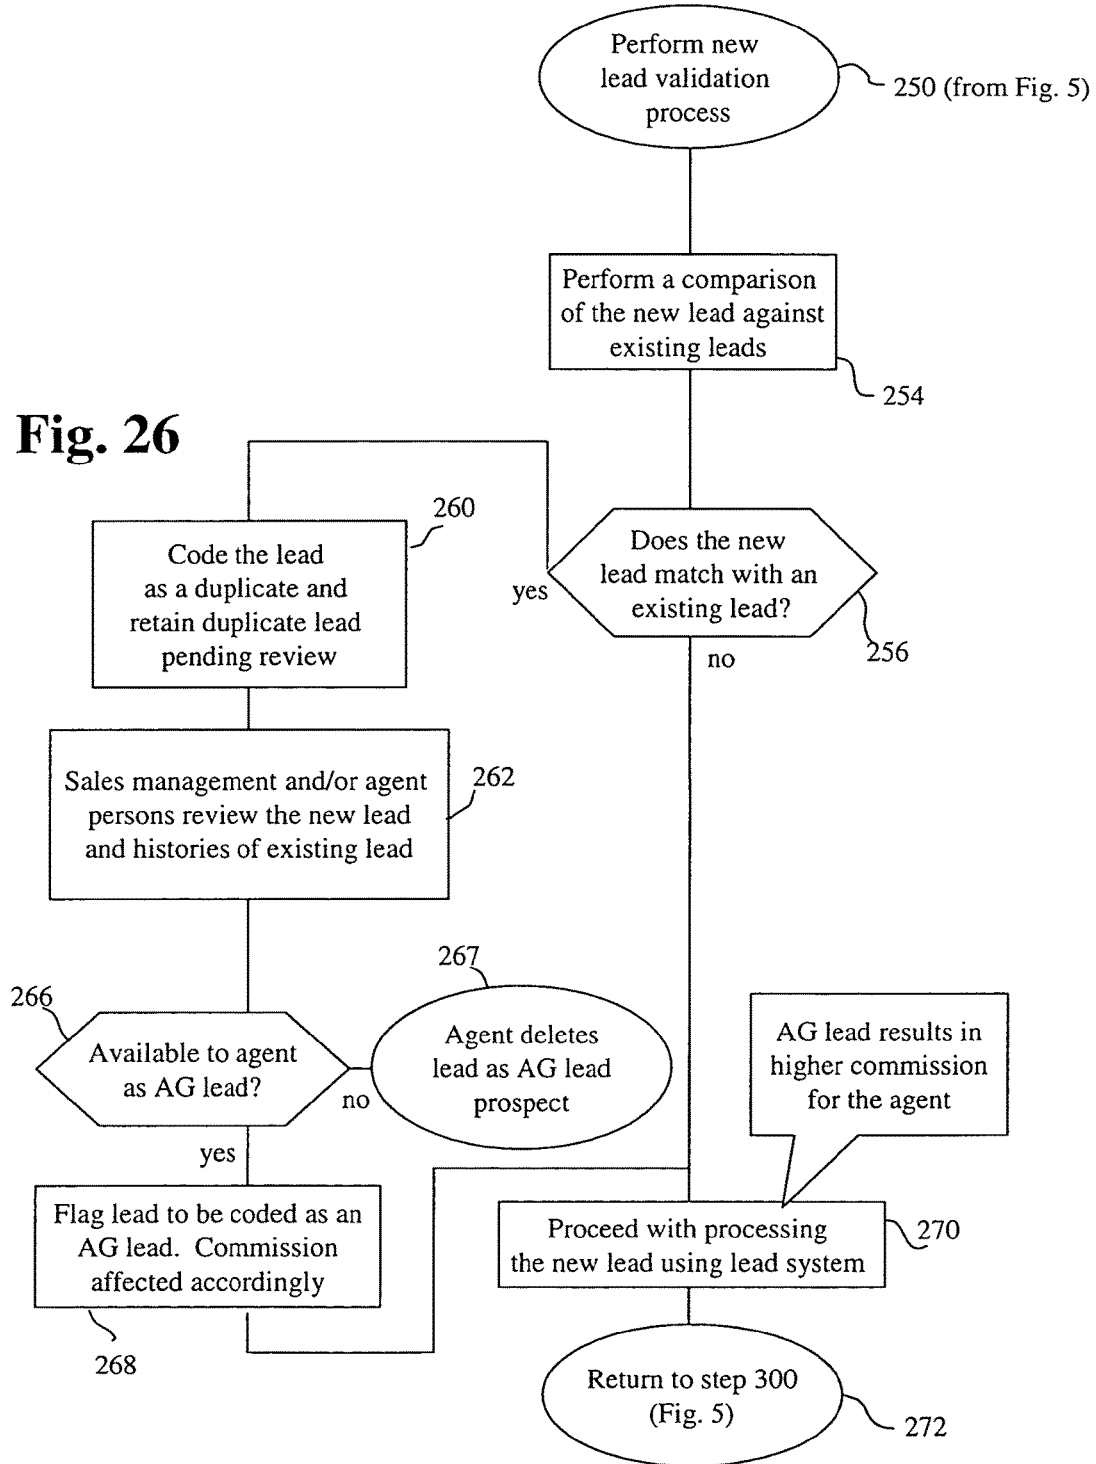 Perform new
lead validation
process
250 (from Fig. 5)
Perform a comparison
of the new lead against
existing leads
254
Fig. 26
260
Code the lead
as a duplicate and
retain duplicate lead
pending review
Does the new
lead match with an
existing lead?
yes
256
no
Sales management and/or agent
persons review the new lead
and histories of existing lead
262
267
266
Available to agent
as AG lead?
no
Agent deletes
lead as AG lead
prospect
AG lead results in
higher commission
for the agent
yes
Flag lead to be coded as an
AG lead. Commission
affected accordingly
268
Proceed with processing
the new lead using lead system
270
Return to step 300
(Fig. 5)
272